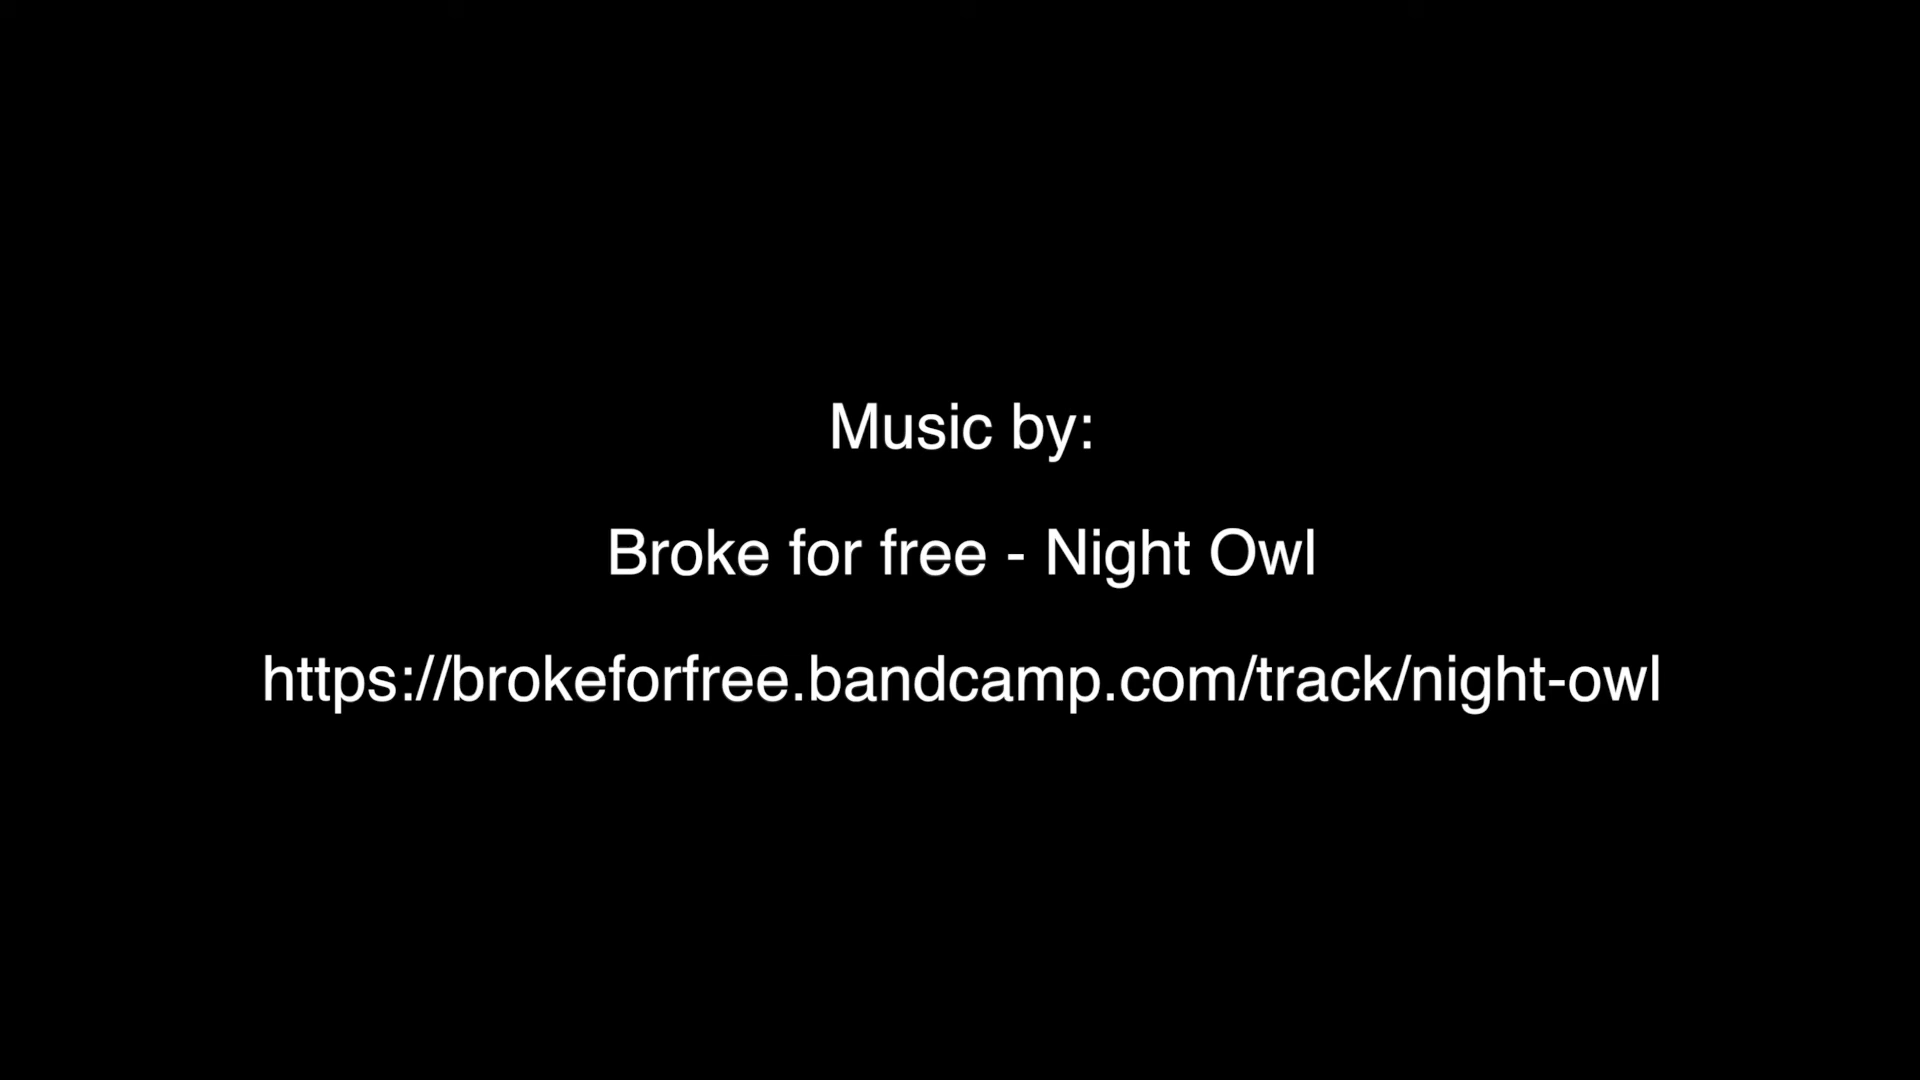 Music by:
Broke for free - Night Owl
https://brokeforfree.bandcamp.com/track/night-owl